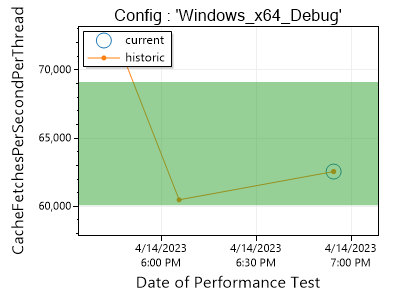 Config : 'Windows_x64_Debug'
CacheFetchesPerSecondPerThread
current
historic
70,000
65,000
60,000
4/14/2023
6:00 PM
4/14/2023
6:30 PM
4/14/2023
7:00 PM
Date of Performance Test